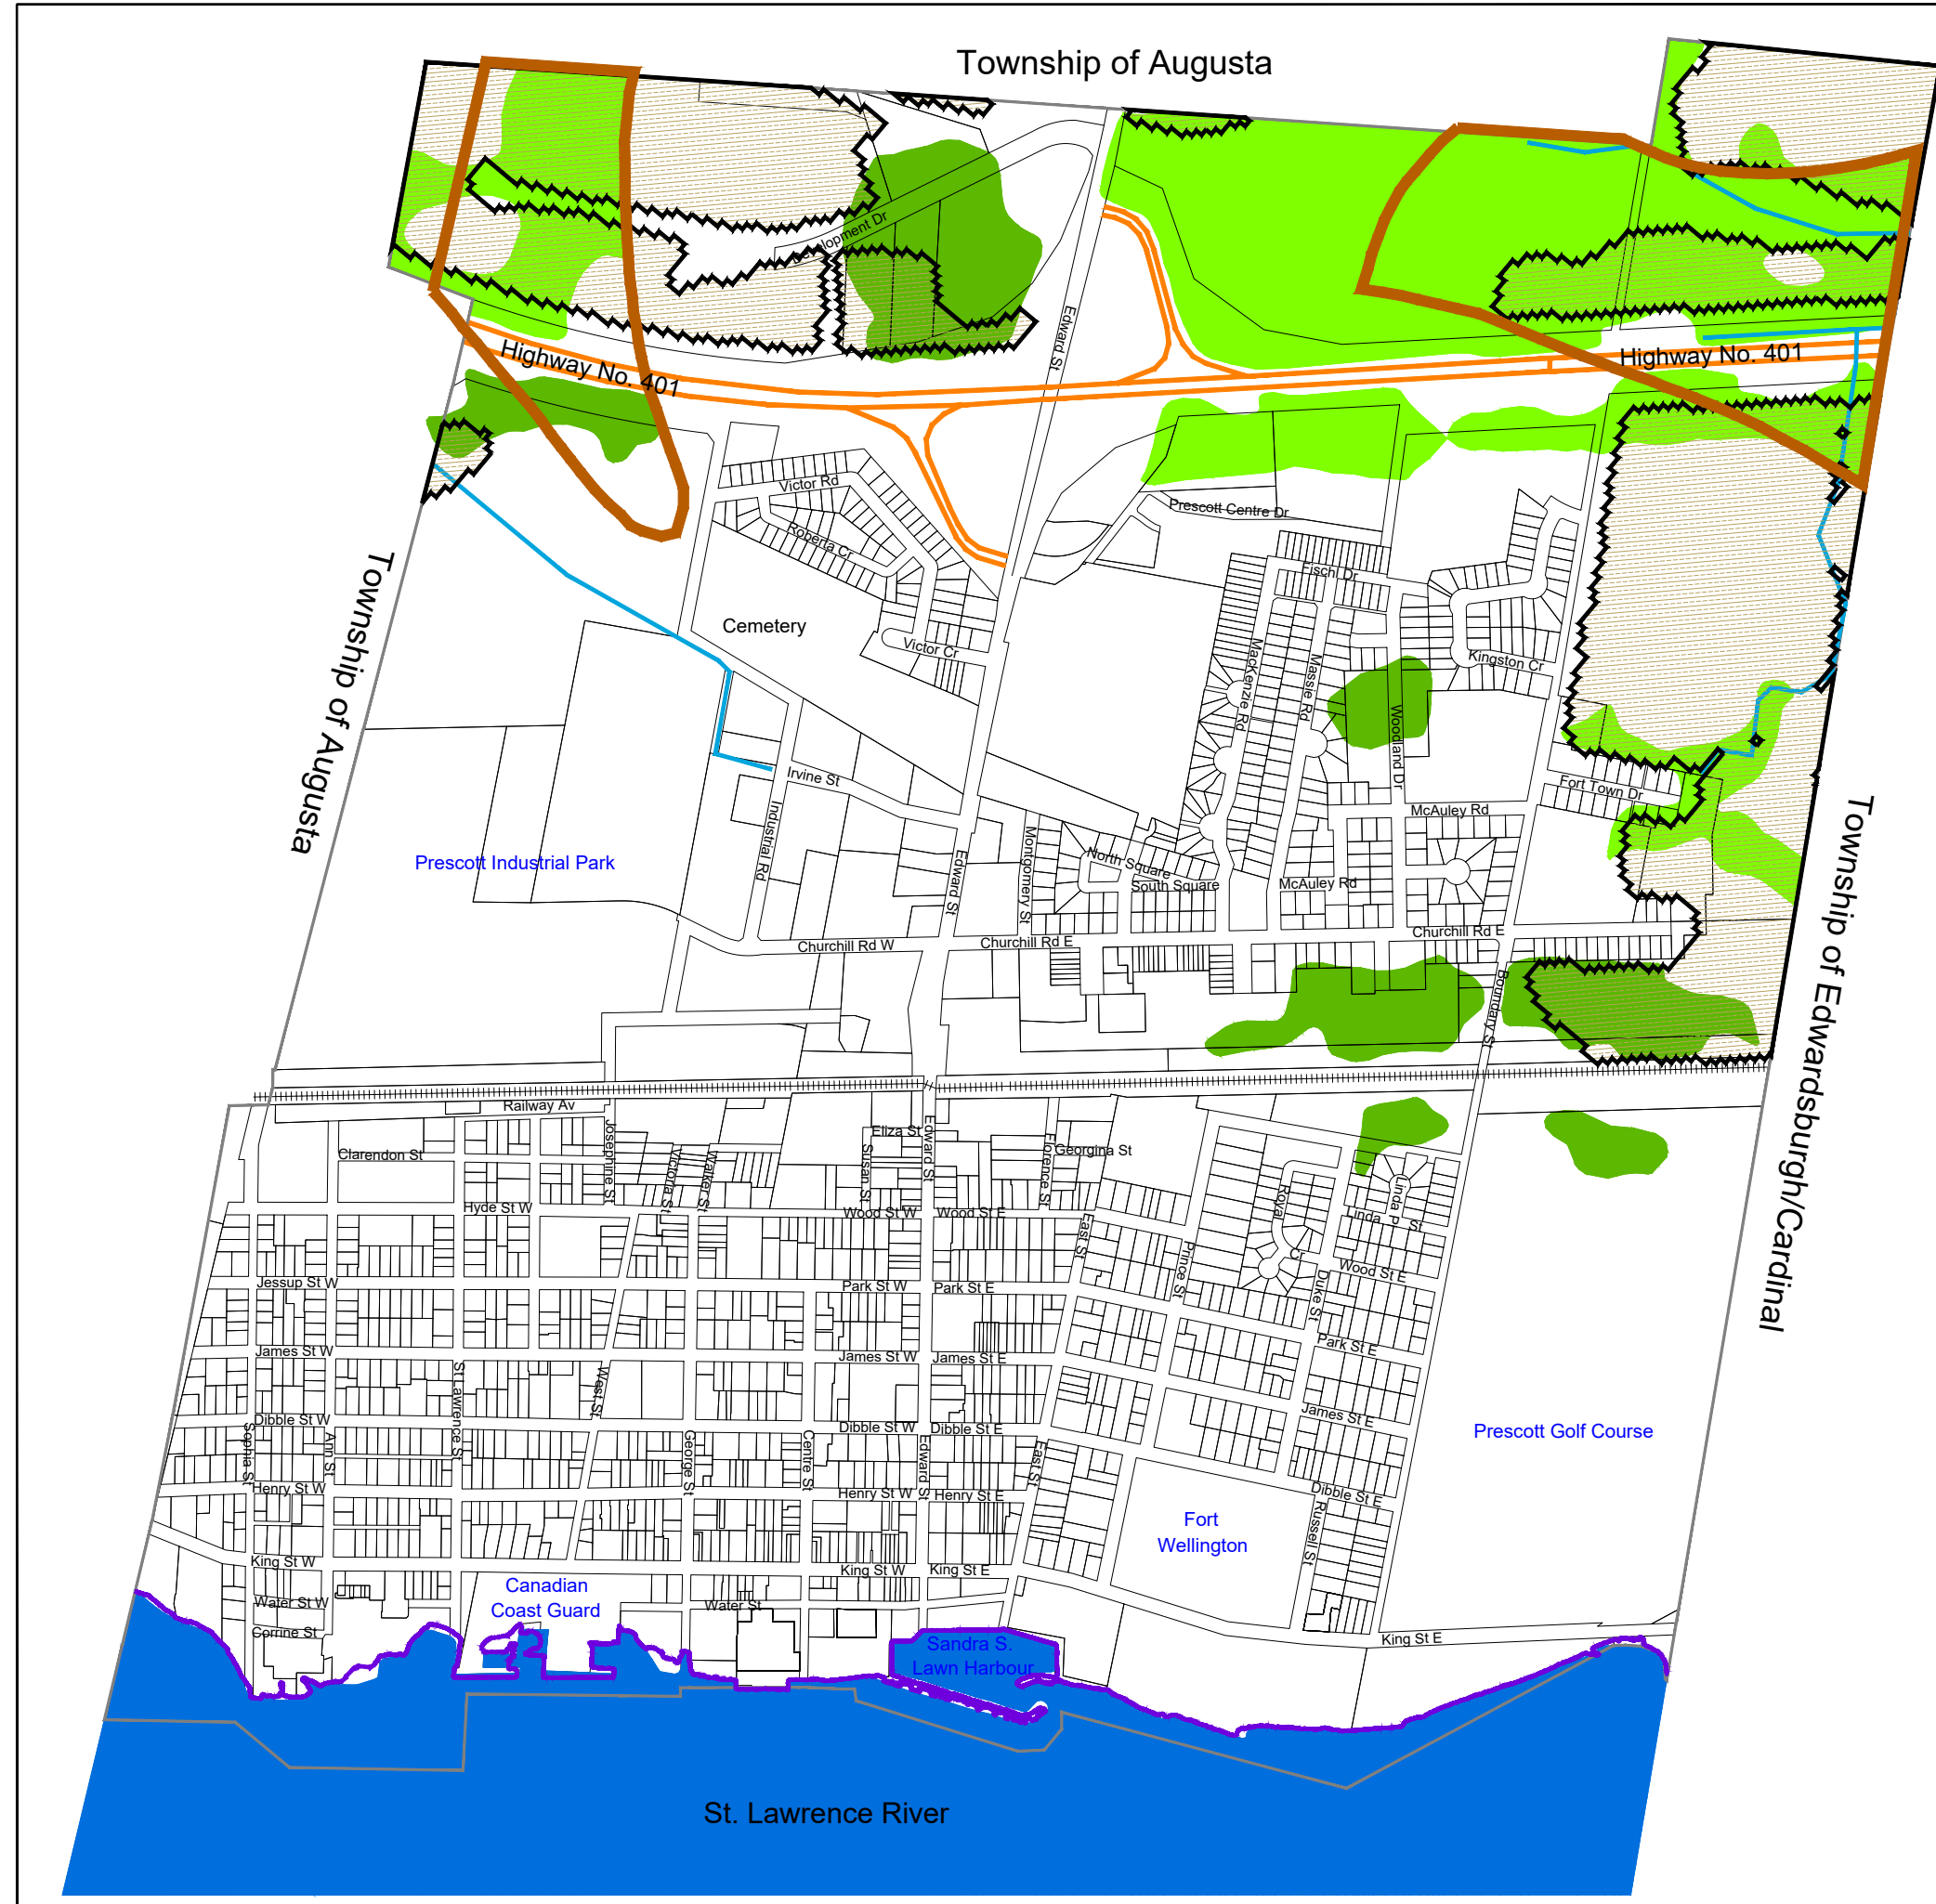 Township of Augusta
Development Dr
Edward St
Highway No. 401
Highway No. 401
Victor Rd
Prescott Centre Dr
Roberta Cr
Fischl Dr
Township of Augusta
Cemetery
Victor Cr
MacKenzie Rd
Massie Rd
Kingston Cr
Woodland Dr
Irvine St
Fort Town Dr
Industrial Rd
McAuley Rd
Township of Edwardsburgh/Cardinal
Prescott Industrial Park
Edward St
Montgomery St
North Square
South Square
McAuley Rd
Churchill Rd W
Churchill Rd E
Churchill Rd E
Boundary St
Railway Av
Josephine St
Eliza St
Edward St
Florence St
Georgina St
Clarendon St
Victoria St
Walker St
Susan St
Hyde St W
Wood St W
Wood St E
East St
Royal
Cr
Linda Pl
Linda St
Prince St
Wood St E
Jessup St W
Park St W
Park St E
Duke St
Park St E
James St W
James St W
James St E
St Lawrence St
West St
James St E
Prescott Golf Course
Dibble St W
Dibble St W
Dibble St E
Sophia St
Ann St
George St
Centre St
Edward St
East St
Henry St W
Henry St W
Henry St E
Dibble St E
Russell St
Fort
Wellington
King St W
King St W
King St E
Canadian
Coast Guard
Water St W
Water St
Corrine St
King St E
Sandra S.
Lawn Harbour
St. Lawrence River